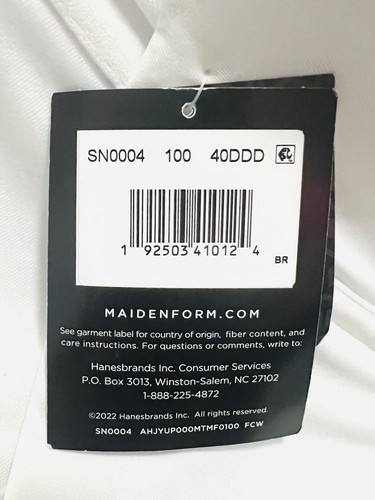 SN0004 100 40DDD
1 92503 41012 4
BR
MAIDENFORM.COM
See garment label for country of origin, fiber content, and
care instructions. For questions or comments, write to:
Hanesbrands Inc. Consumer Services
P.O. Box 3013, Winston-Salem, NC 27102
1-888-225-4872
©2022 Hanesbrands Inc. All rights reserved.
SN0004 AHJYUP000MTMF0100 FCW